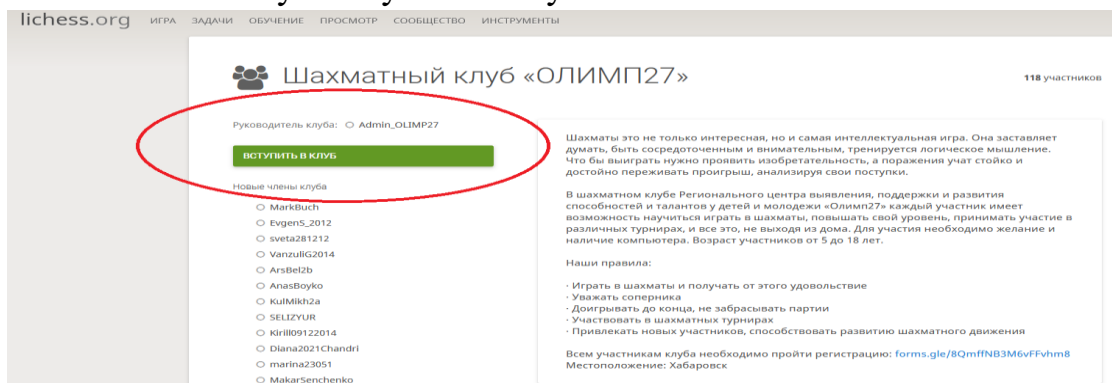 lichess.org ИГРА ЗАДАЧИ ОБУЧЕНИЕ ПРОСМОТР СООБЩЕСТВО ИНСТРУМЕНТЫ
Шахматный клуб «ОЛИМП27»
118 участников
Руководитель клуба: Admin_OLIMP27
ВСТУПИТЬ В КЛУБ
Новые члены клуба
MarkBuch
EvgenS_2012
sveta281212
VanzuliG2014
ArsBel2b
AnasBoyko
KulMikh2a
SELIZYUR
Kirill09122014
Diana2021Chandri
marina23051
MakarSenchenko
Шахматы это не только интересная, но и самая интеллектуальная игра. Она заставляет
думать, быть сосредоточенным и внимательным, тренируется логическое мышление.
Что бы выиграть нужно проявить изобретательность, а поражения учат стойко и
достойно переживать проигрыш, анализируя свои поступки.
В шахматном клубе Регионального центра выявления, поддержки и развития
способностей и талантов у детей и молодежи «Олимп27» каждый участник имеет
возможность научиться играть в шахматы, повышать свой уровень, принимать участие в
различных турнирах, и все это, не выходя из дома. Для участия необходимо желание и
наличие компьютера. Возраст участников от 5 до 18 лет.
Наши правила:
· Играть в шахматы и получать от этого удовольствие
· Уважать соперника
· Доигрывать до конца, не забрасывать партии
· Участвовать в шахматных турнирах
· Привлекать новых участников, способствовать развитию шахматного движения
Всем участникам клуба необходимо пройти регистрацию: forms.gle/8QmffNB3M6vFFvhm8
Местоположение: Хабаровск